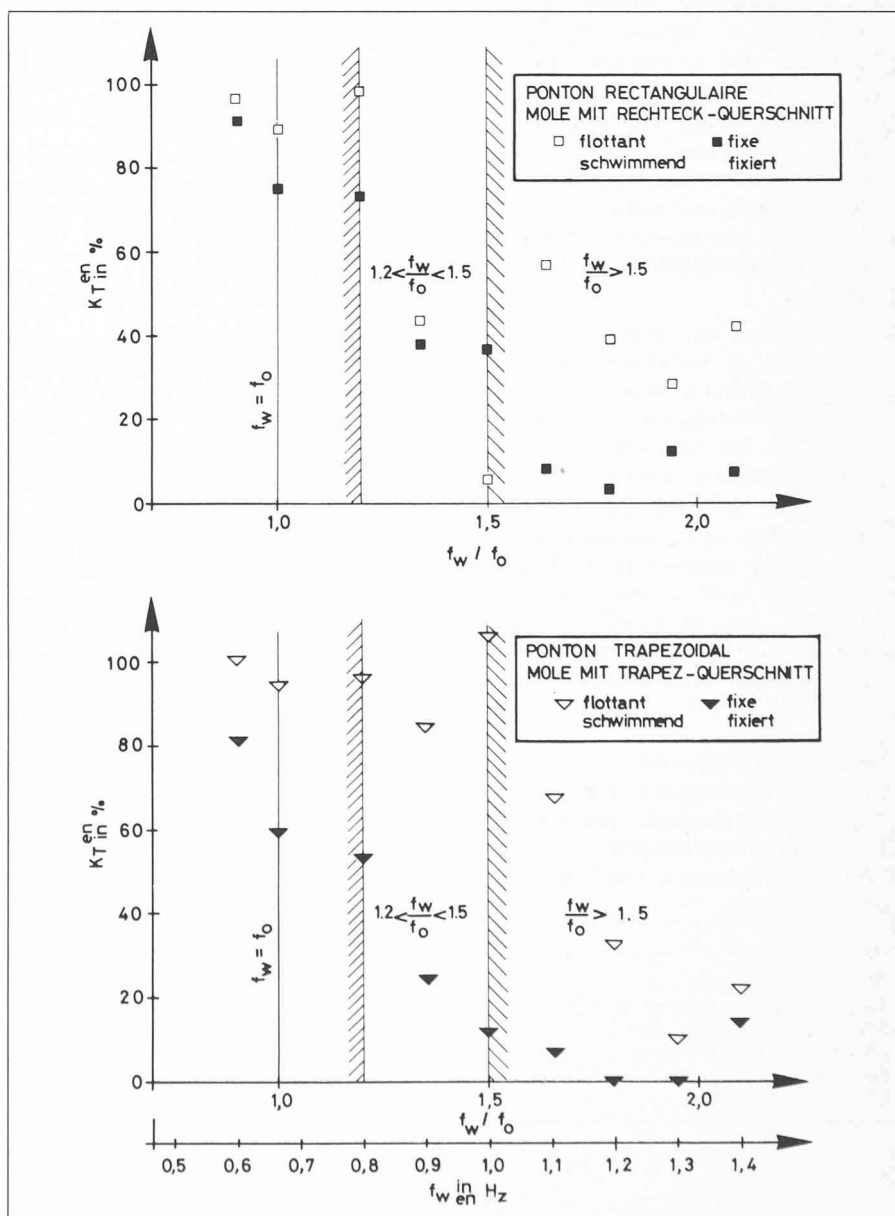 100
80
60
40
20
0
K_T en in %
PONTON RECTANGULAIRE
MOLE MIT RECHTECK-QUERSCHNITT
□ flottant ■ fixe
schwimmend fixiert
1.2 < f_w / f_o < 1.5
f_w / f_o > 1.5
f_w = f_o
1,0 1,5 2,0
f_w / f_o
100
80
60
40
20
0
K_T en in %
PONTON TRAPEZOIDAL
MOLE MIT TRAPEZ-QUERSCHNITT
▽ flottant ▼ fixe
schwimmend fixiert
1.2 < f_w / f_o < 1.5
f_w / f_o > 1.5
f_w = f_o
1,0 1,5 2,0
f_w / f_o
0,5 0,6 0,7 0,8 0,9 1,0 1,1 1,2 1,3 1,4
f_w in en Hz